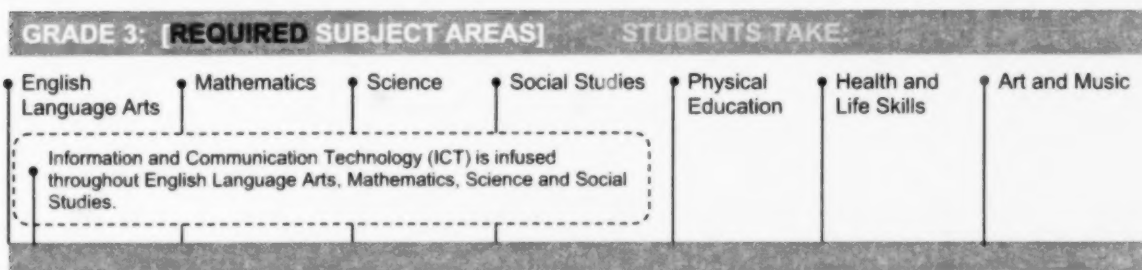 GRADE 3: [REQUIRED SUBJECT AREAS] STUDENTS TAKE:
English
Language Arts
Mathematics
Science
Social Studies
Physical
Education
Health and
Life Skills
Art and Music
Information and Communication Technology (ICT) is infused
throughout English Language Arts, Mathematics, Science and Social
Studies.